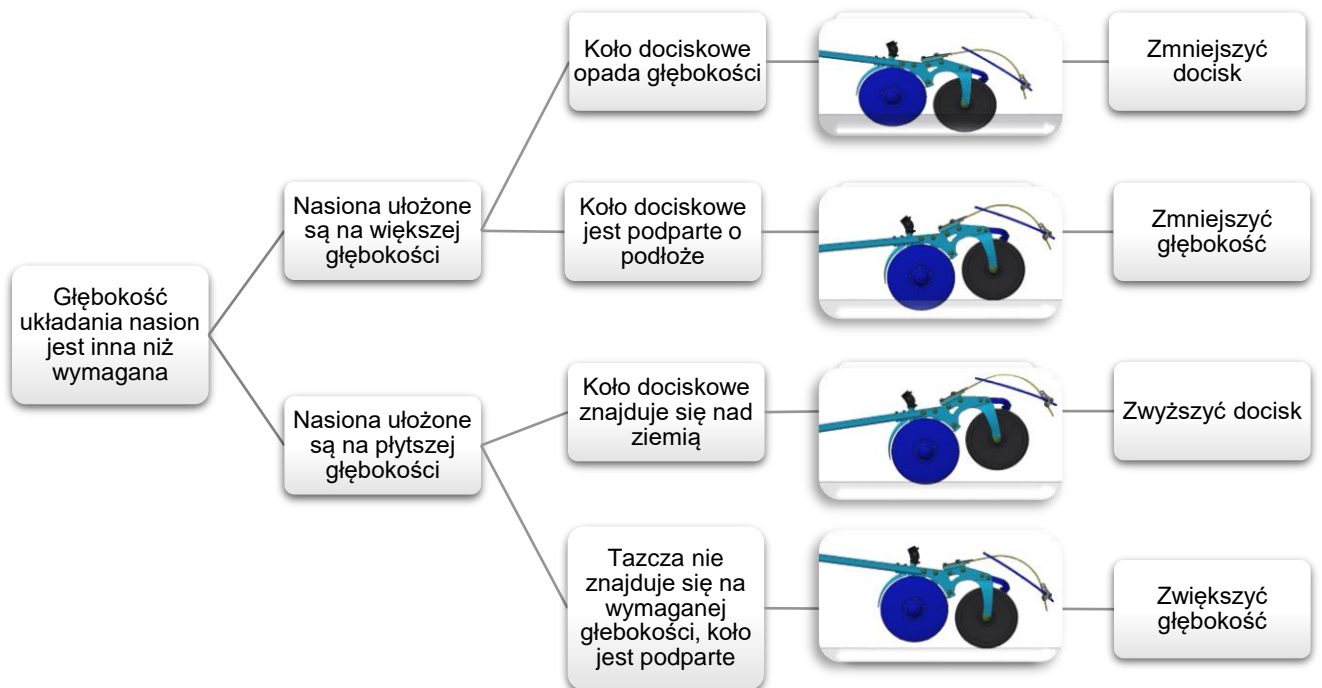 Głębokość
układania nasion
jest inna niż
wymagana
Nasiona ułożone
są na większej
głębokości
Koło dociskowe
opada głębokości
Zmniejszyć
docisk
Koło dociskowe
jest podparte o
podłoże
Zmniejszyć
głębokość
Nasiona ułożone
są na płytszej
głębokości
Koło dociskowe
znajduje się nad
ziemią
Zwyższyć docisk
Tazcza nie
znajduje się na
wymaganej
głebokości, koło
jest podparte
Zwiększyć
głębokość